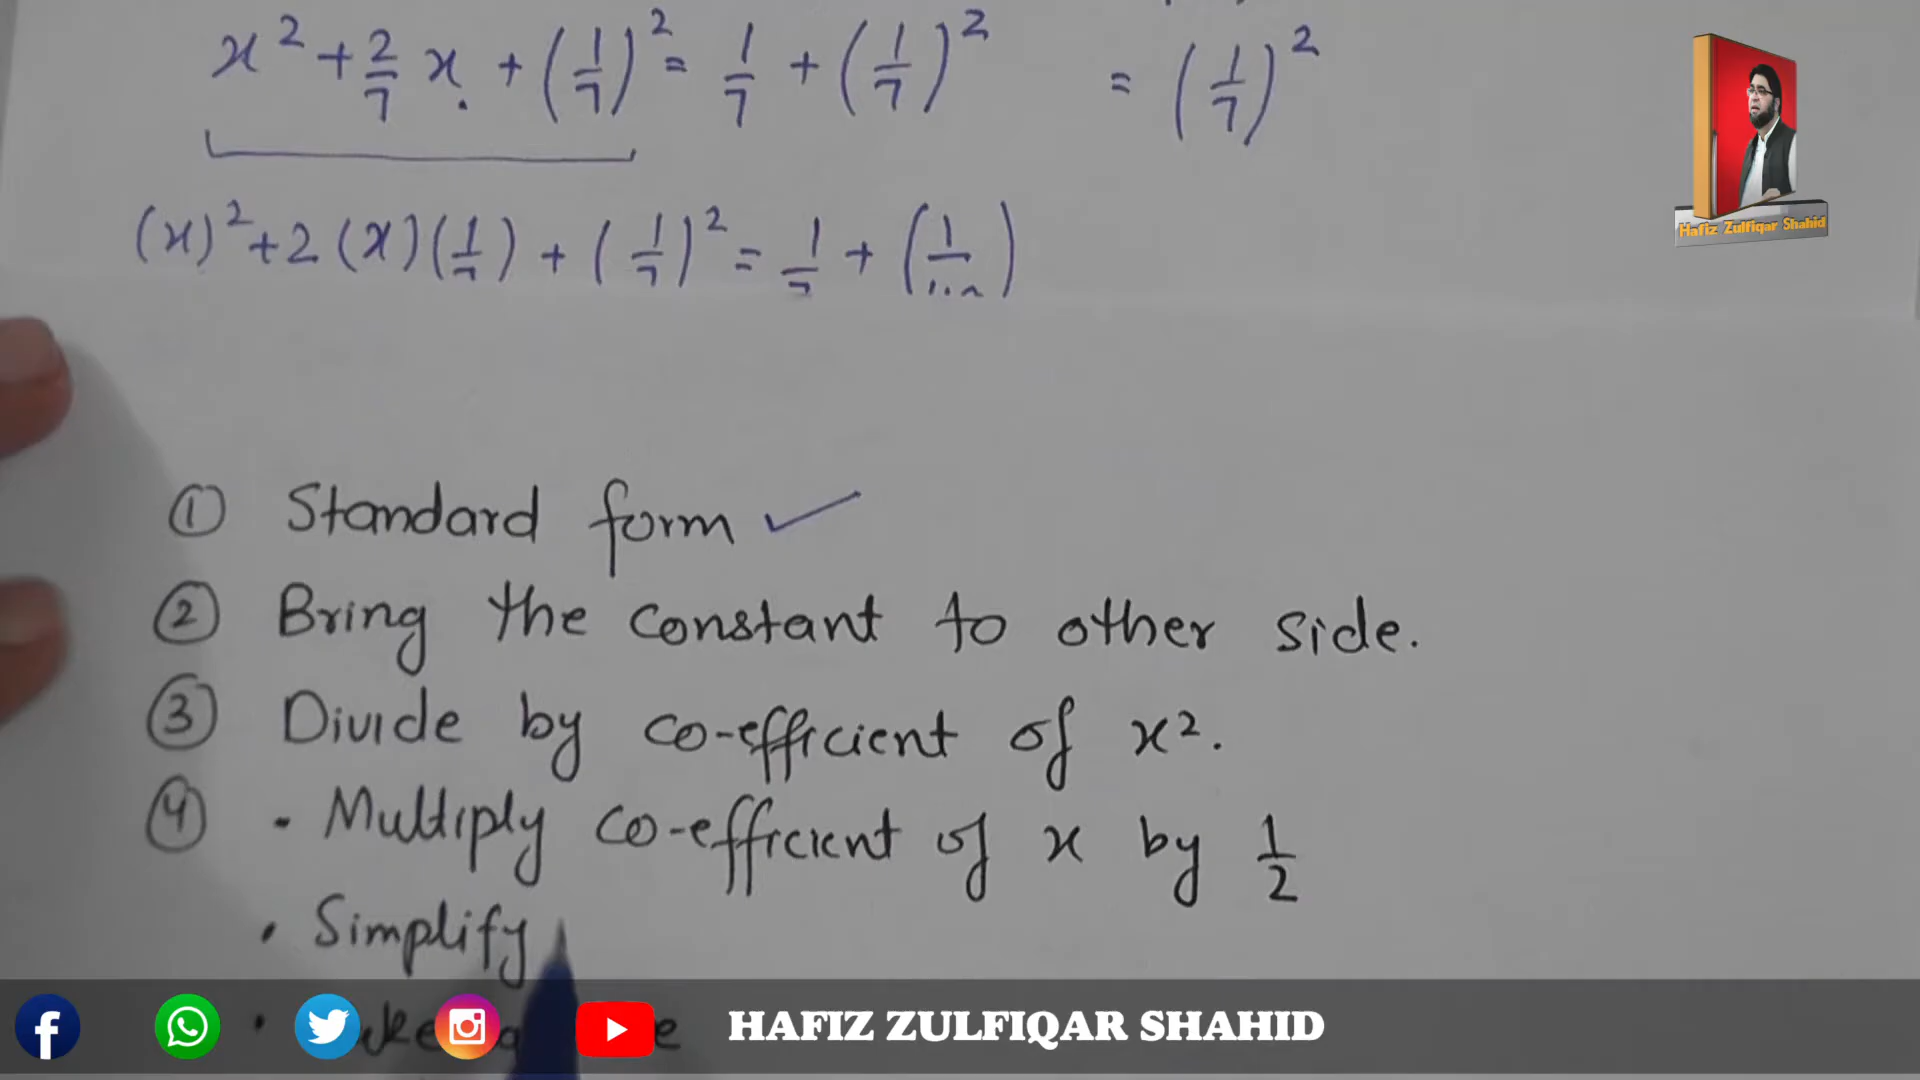 x² + 2/7 x + (1/7)² = 1/7 + (1/7)² = (1/7)²
(x)² + 2(x)(1/7) + (1/7)² = 1/7 + (1/
Hafiz Zulfiqar Shahid
① Standard form ✓
② Bring the constant to other side.
③ Divide by co-efficient of x².
④ • Multiply co-efficient of x by 1/2
• Simplify
HAFIZ ZULFIQAR SHAHID